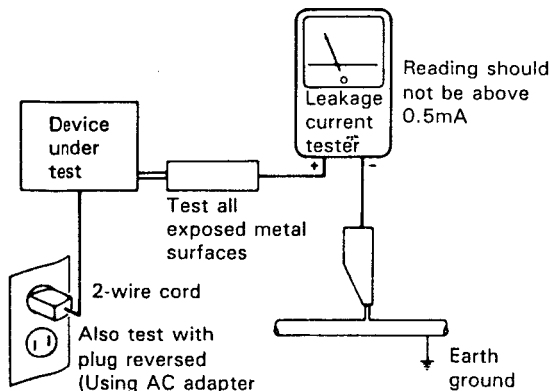 Device
under
test
Leakage
current
tester
+
-
Reading should
not be above
0.5mA
Test all
exposed metal
surfaces
2-wire cord
Also test with
plug reversed
(Using AC adapter
Earth
ground